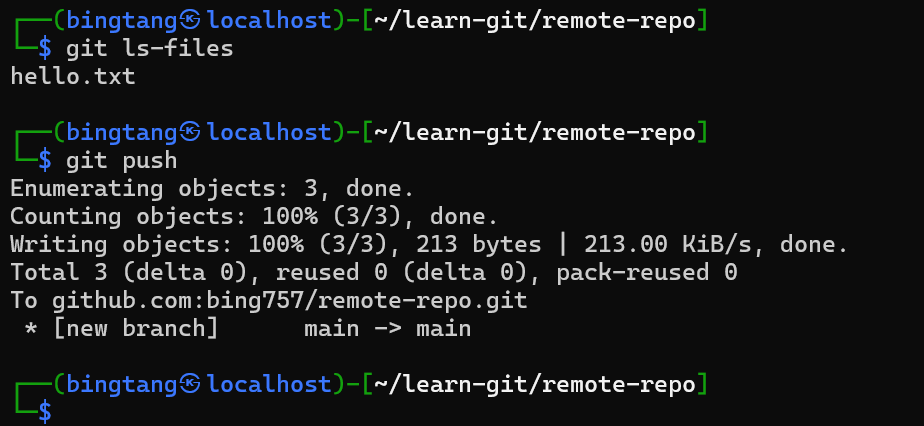 ┌──(bingtang㉿localhost)-[~/learn-git/remote-repo]
└─$ git ls-files
hello.txt

┌──(bingtang㉿localhost)-[~/learn-git/remote-repo]
└─$ git push
Enumerating objects: 3, done.
Counting objects: 100% (3/3), done.
Writing objects: 100% (3/3), 213 bytes | 213.00 KiB/s, done.
Total 3 (delta 0), reused 0 (delta 0), pack-reused 0
To github.com:bing757/remote-repo.git
 * [new branch]      main -> main

┌──(bingtang㉿localhost)-[~/learn-git/remote-repo]
└─$